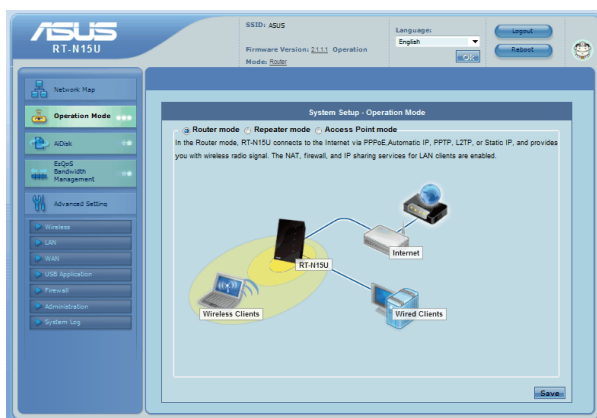 ASUS
RT-N15U
SSID: ASUS
Firmware Version: 2.1.1.1 Operation
Mode: Router
Language:
English
OK
Logout
Reboot
Network Map
Operation Mode
AiDisk
EzQoS
Bandwidth
Management
Advanced Setting
Wireless
LAN
WAN
USB Application
Firewall
Administration
System Log
System Setup - Operation Mode
Router mode Repeater mode Access Point mode
In the Router mode, RT-N15U connects to the Internet via PPPoE,Automatic IP, PPTP, L2TP, or Static IP, and provides
you with wireless radio signal. The NAT, firewall, and IP sharing services for LAN clients are enabled.
Internet
RT-N15U
Wireless Clients
Wired Clients
Save